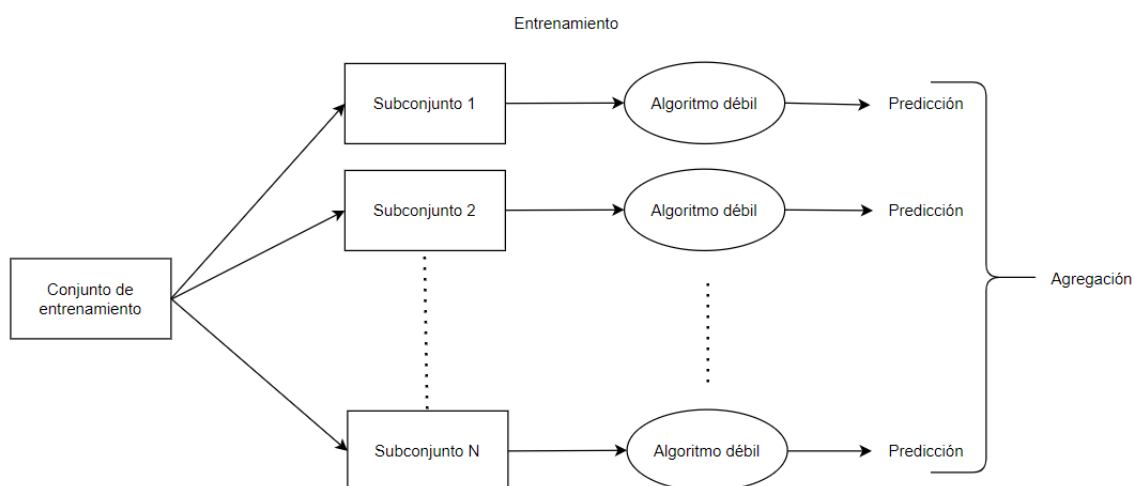 Entrenamiento
Subconjunto 1
Algoritmo débil
Predicción
Subconjunto 2
Algoritmo débil
Predicción
Conjunto de
entrenamiento
Agregación
Subconjunto N
Algoritmo débil
Predicción